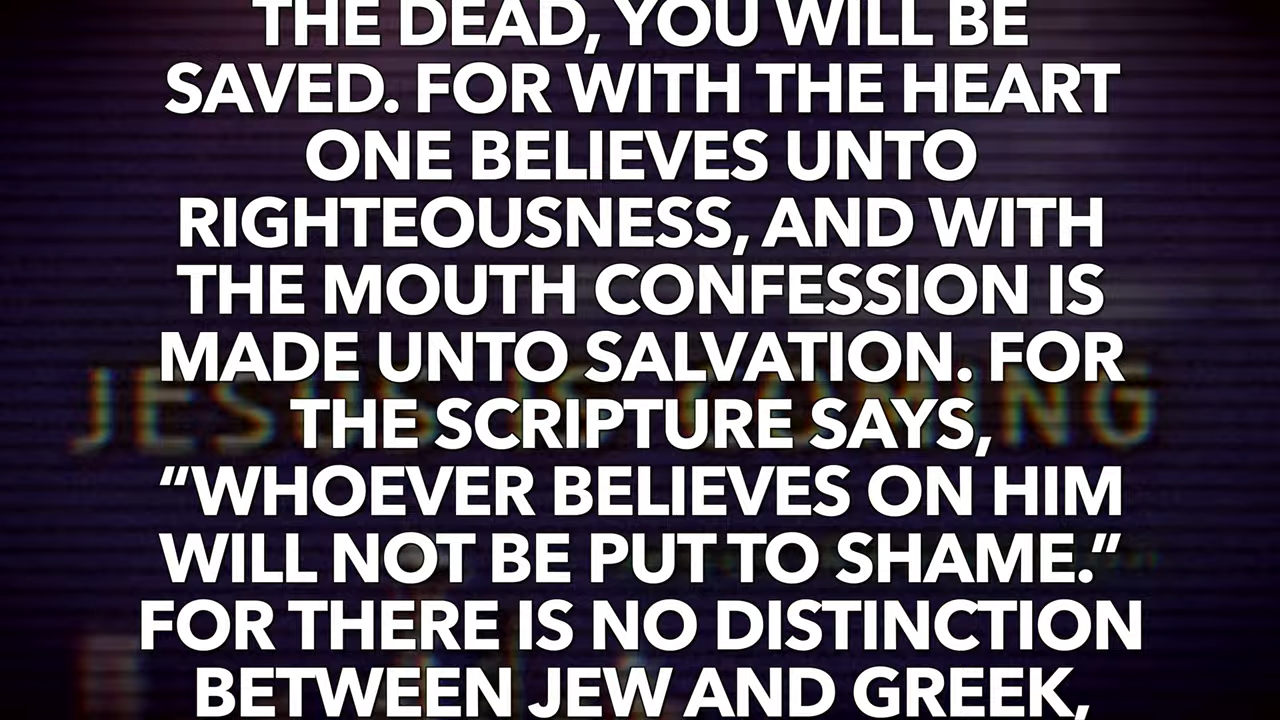 THE DEAD, YOU WILL BE
SAVED. FOR WITH THE HEART
ONE BELIEVES UNTO
RIGHTEOUSNESS, AND WITH
THE MOUTH CONFESSION IS
MADE UNTO SALVATION. FOR
THE SCRIPTURE SAYS,
“WHOEVER BELIEVES ON HIM
WILL NOT BE PUT TO SHAME.”
FOR THERE IS NO DISTINCTION
BETWEEN JEW AND GREEK,